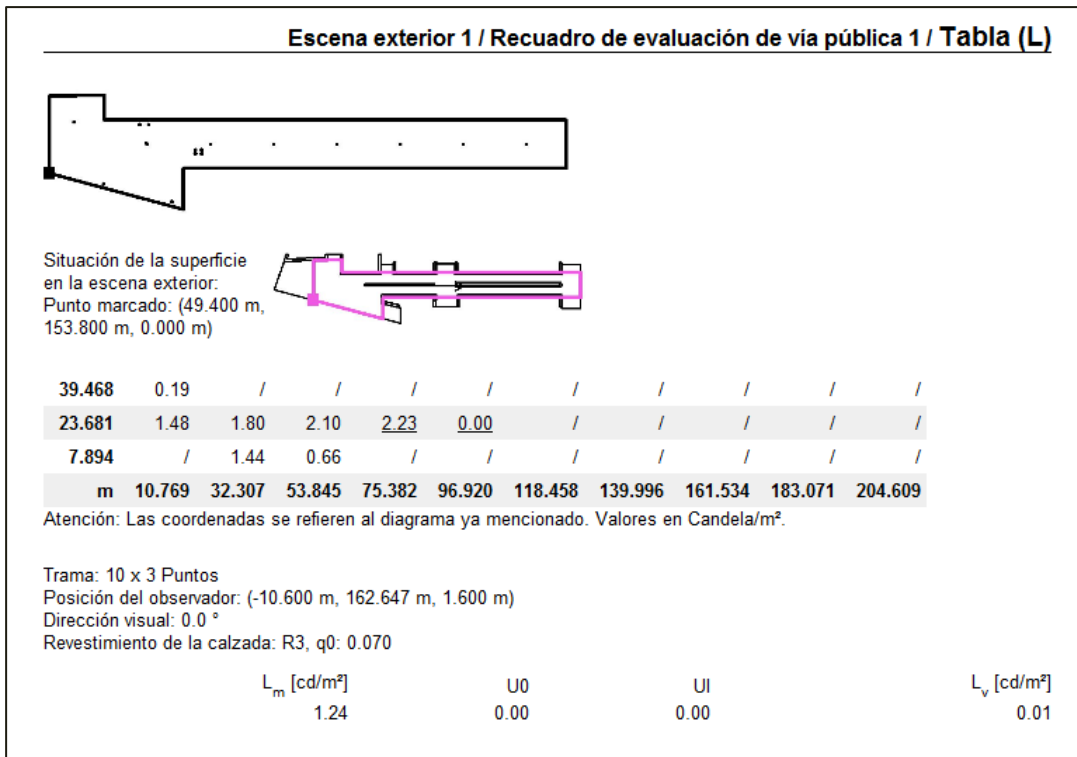 Escena exterior 1 / Recuadro de evaluación de vía pública 1 / Tabla (L)
Situación de la superficie
en la escena exterior:
Punto marcado: (49.400 m,
153.800 m, 0.000 m)
39.468 0.19 / / / / / / / / /
23.681 1.48 1.80 2.10 2.23 0.00 / / / / /
7.894 / 1.44 0.66 / / / / / / /
m 10.769 32.307 53.845 75.382 96.920 118.458 139.996 161.534 183.071 204.609
Atención: Las coordenadas se refieren al diagrama ya mencionado. Valores en Candela/m².
Trama: 10 x 3 Puntos
Posición del observador: (-10.600 m, 162.647 m, 1.600 m)
Dirección visual: 0.0 °
Revestimiento de la calzada: R3, q0: 0.070
Lm [cd/m²] U0 Ul Lv [cd/m²]
1.24 0.00 0.00 0.01